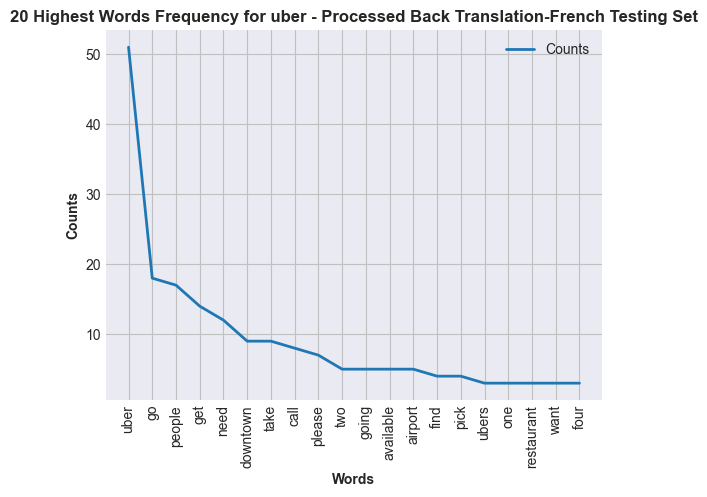 20 Highest Words Frequency for uber - Processed Back Translation-French Testing Set
Counts
50
40
30
20
10
Counts
uber
go
people
get
need
downtown
take
call
please
two
going
available
airport
find
pick
ubers
one
restaurant
want
four
Words